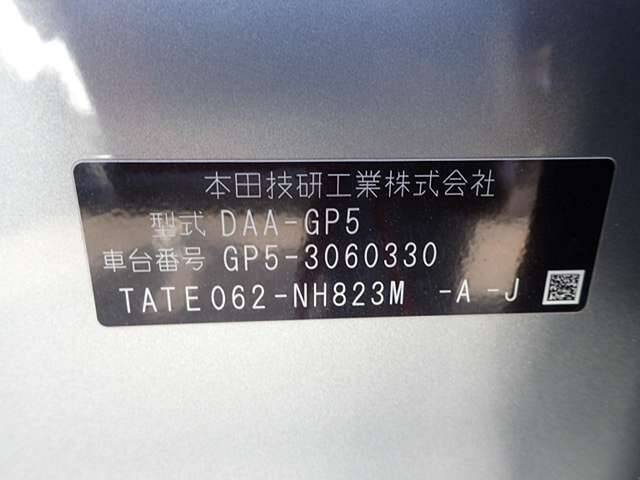 本田技研工業株式会社
型式 DAA-GP5
車台番号 GP5-3060330
TATE062-NH823M -A -J